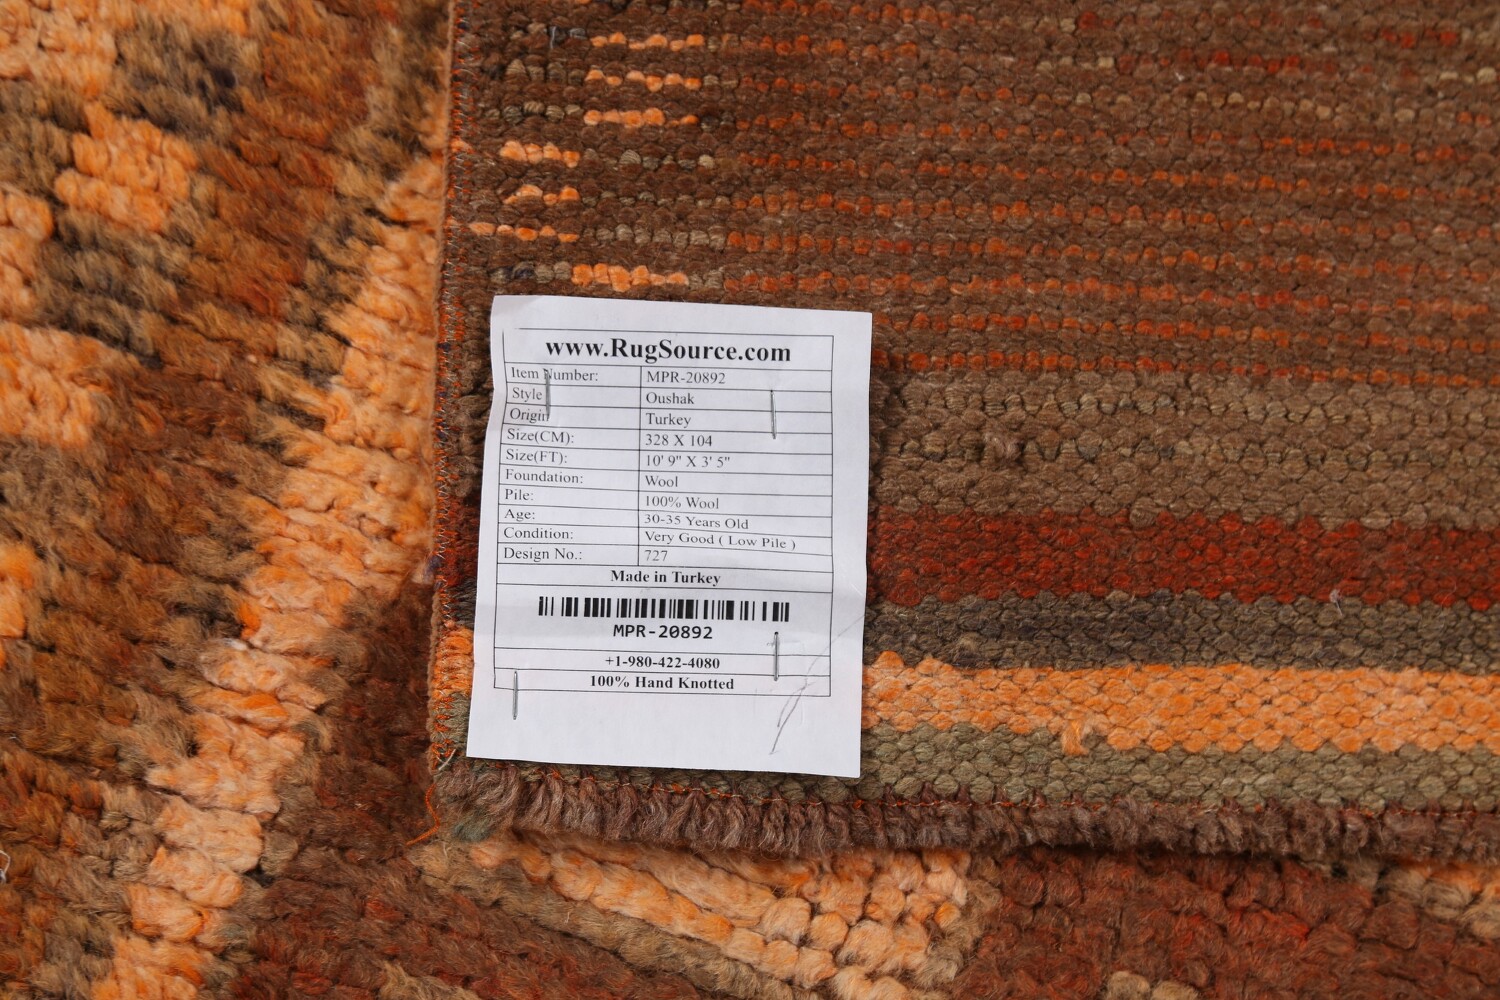 www.RugSource.com
Item Number: MPR-20892
Style Oushak
Origin Turkey
Size(CM): 328 X 104
Size(FT): 10' 9" X 3' 5"
Foundation: Wool
Pile: 100% Wool
Age: 30-35 Years Old
Condition: Very Good ( Low Pile )
Design No.: 727
Made in Turkey
MPR-20892
+1-980-422-4080
100% Hand Knotted